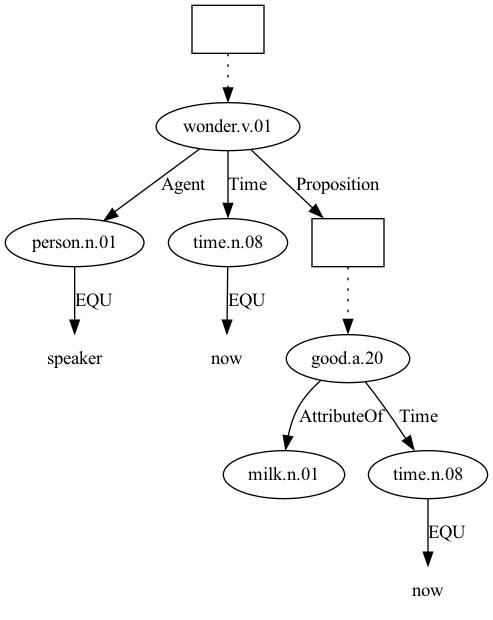 wonder.v.01
Agent
Time
Proposition
person.n.01
time.n.08
EQU
EQU
speaker
now
good.a.20
AttributeOf
Time
milk.n.01
time.n.08
EQU
now